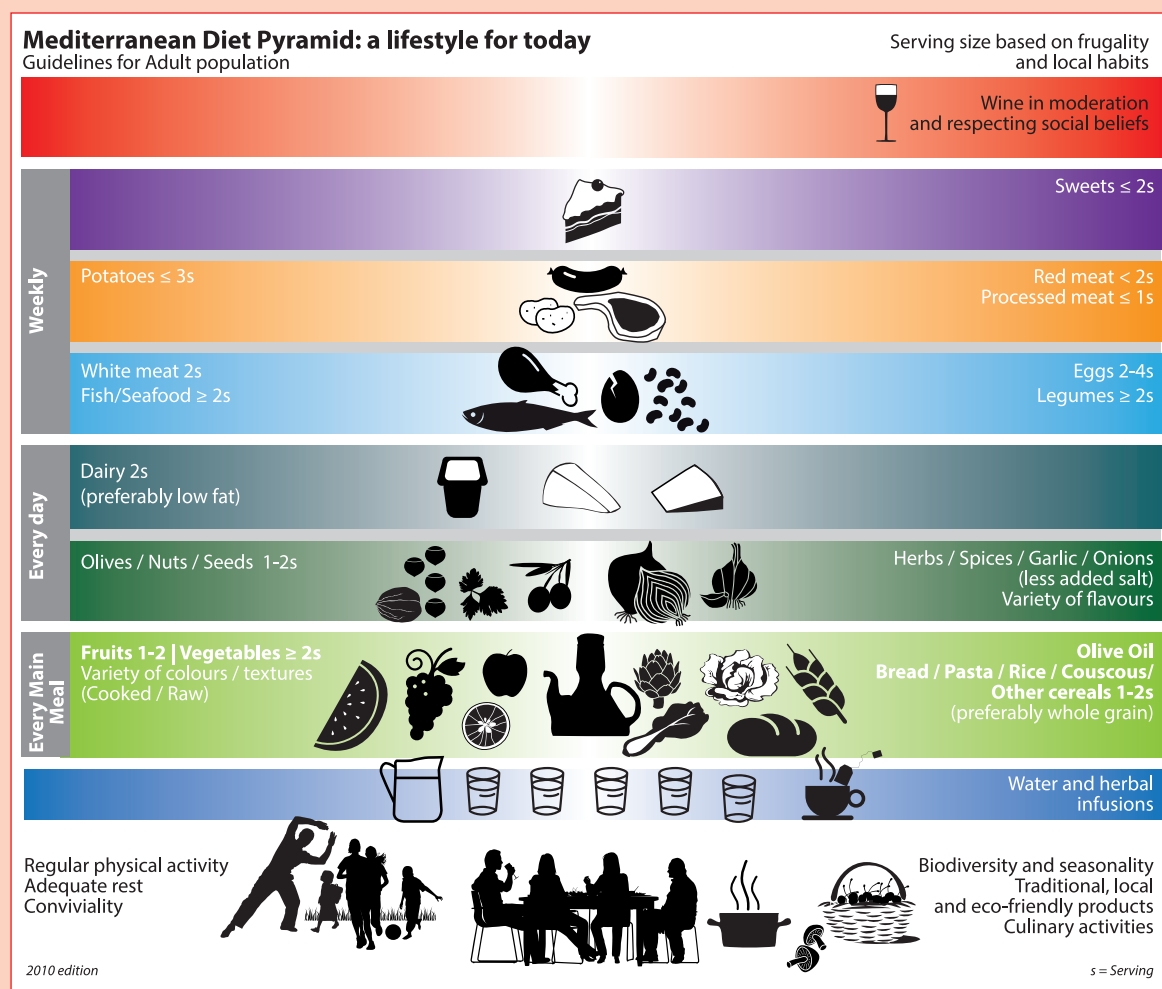 Mediterranean Diet Pyramid: a lifestyle for today
Guidelines for Adult population
Serving size based on frugality
and local habits
Wine in moderation
and respecting social beliefs
Weekly
Sweets ≤ 2s
Potatoes ≤ 3s
Red meat < 2s
Processed meat ≤ 1s
White meat 2s
Fish/Seafood ≥ 2s
Eggs 2-4s
Legumes ≥ 2s
Every day
Dairy 2s
(preferably low fat)
Olives / Nuts / Seeds 1-2s
Herbs / Spices / Garlic / Onions
(less added salt)
Variety of flavours
Every Main
Meal
Fruits 1-2 | Vegetables ≥ 2s
Variety of colours / textures
(Cooked / Raw)
Olive Oil
Bread / Pasta / Rice / Couscous/
Other cereals 1-2s
(preferably whole grain)
Water and herbal
infusions
Regular physical activity
Adequate rest
Conviviality
Biodiversity and seasonality
Traditional, local
and eco-friendly products
Culinary activities
2010 edition
s = Serving